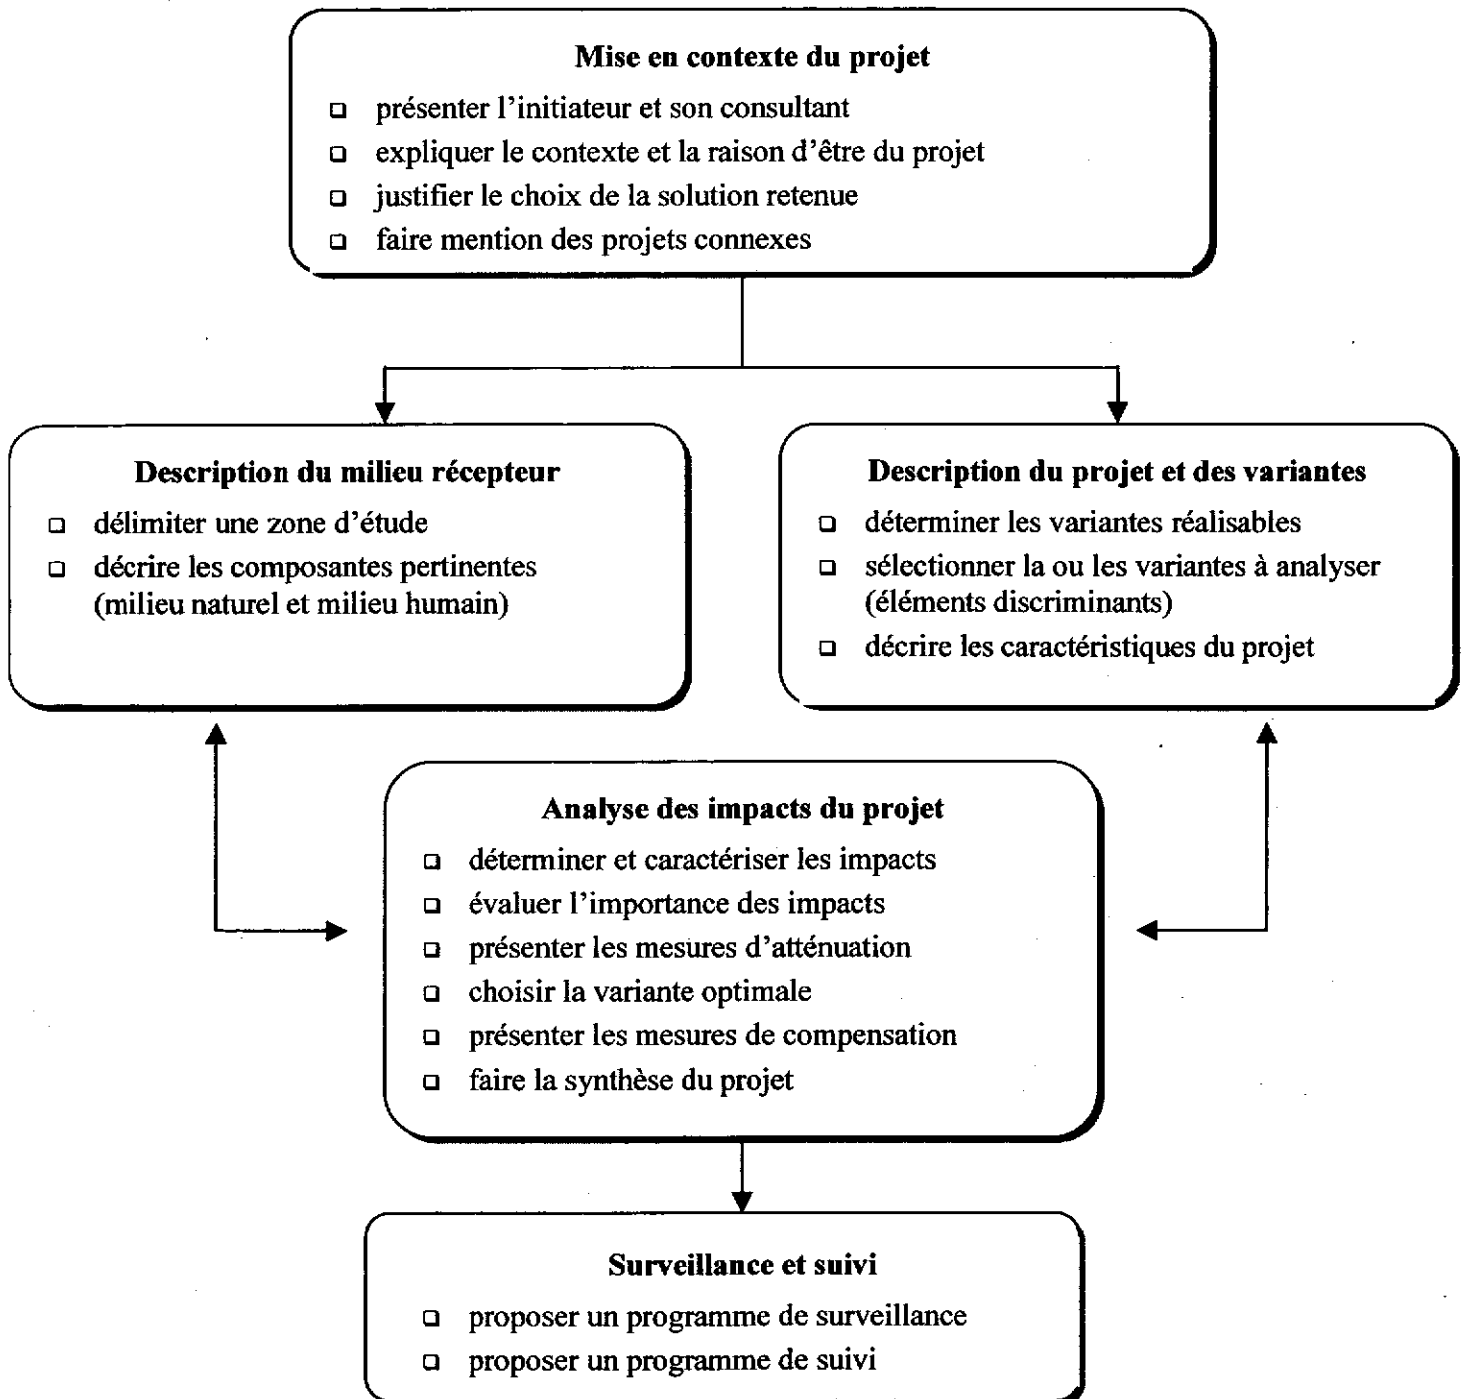 Mise en contexte du projet
❑ présenter l'initiateur et son consultant
❑ expliquer le contexte et la raison d'être du projet
❑ justifier le choix de la solution retenue
❑ faire mention des projets connexes
Description du milieu récepteur
❑ délimiter une zone d'étude
❑ décrire les composantes pertinentes
(milieu naturel et milieu humain)
Description du projet et des variantes
❑ déterminer les variantes réalisables
❑ sélectionner la ou les variantes à analyser
(éléments discriminants)
❑ décrire les caractéristiques du projet
Analyse des impacts du projet
❑ déterminer et caractériser les impacts
❑ évaluer l'importance des impacts
❑ présenter les mesures d'atténuation
❑ choisir la variante optimale
❑ présenter les mesures de compensation
❑ faire la synthèse du projet
Surveillance et suivi
❑ proposer un programme de surveillance
❑ proposer un programme de suivi